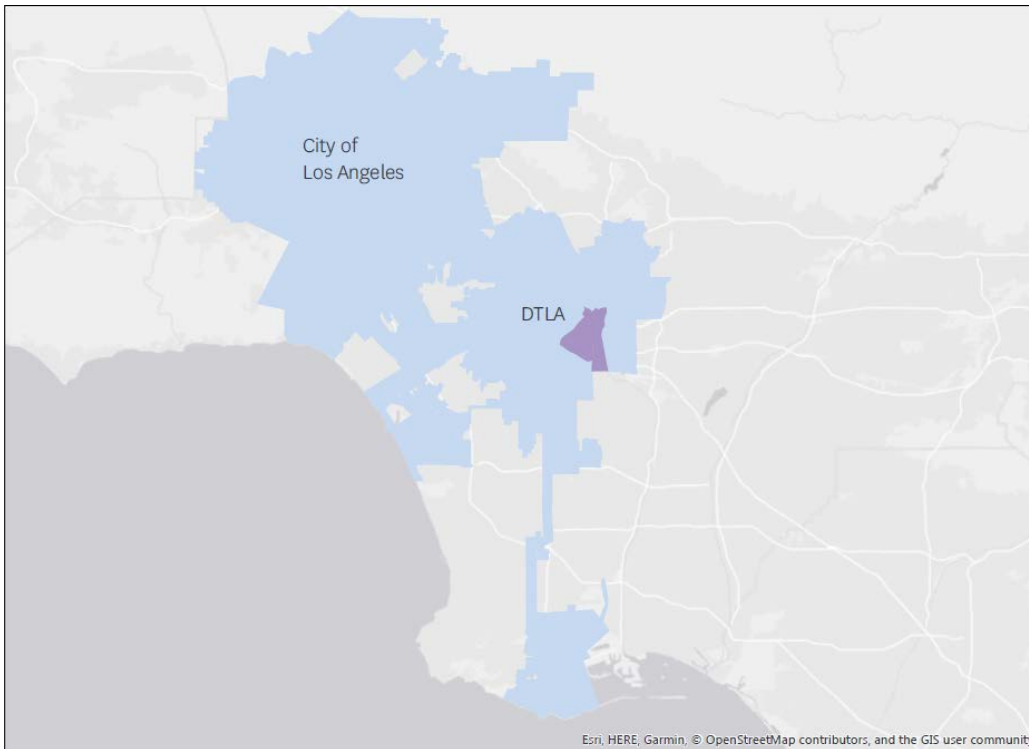 City of
Los Angeles
DTLA
Esri, HERE, Garmin, © OpenStreetMap contributors, and the GIS user community